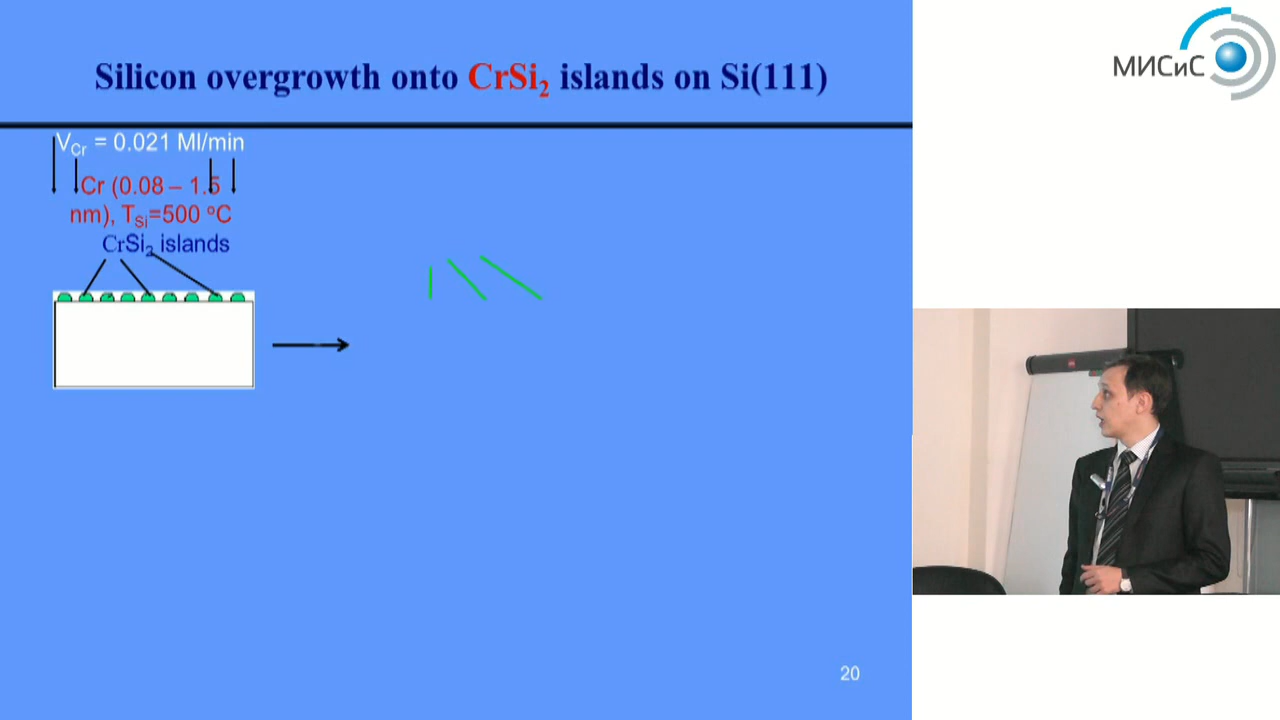 Silicon overgrowth onto CrSi₂ islands on Si(111)
V_Cr = 0.021 Ml/min
Cr (0.08 – 1.5
nm), T_Si=500 °C
CrSi₂ islands
20
МИСиС